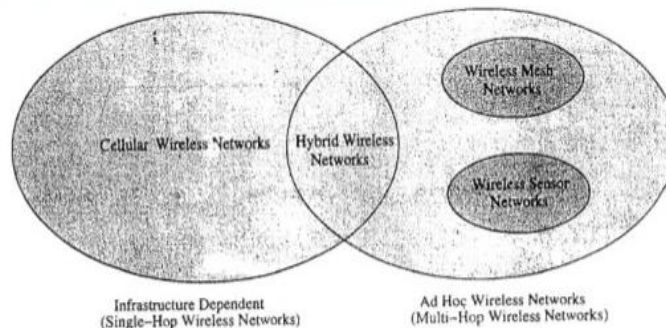 Wireless Mesh
Networks
Cellular Wireless Networks
Hybrid Wireless
Networks
Wireless Sensor
Networks
Infrastructure Dependent
(Single-Hop Wireless Networks)
Ad Hoc Wireless Networks
(Multi-Hop Wireless Networks)